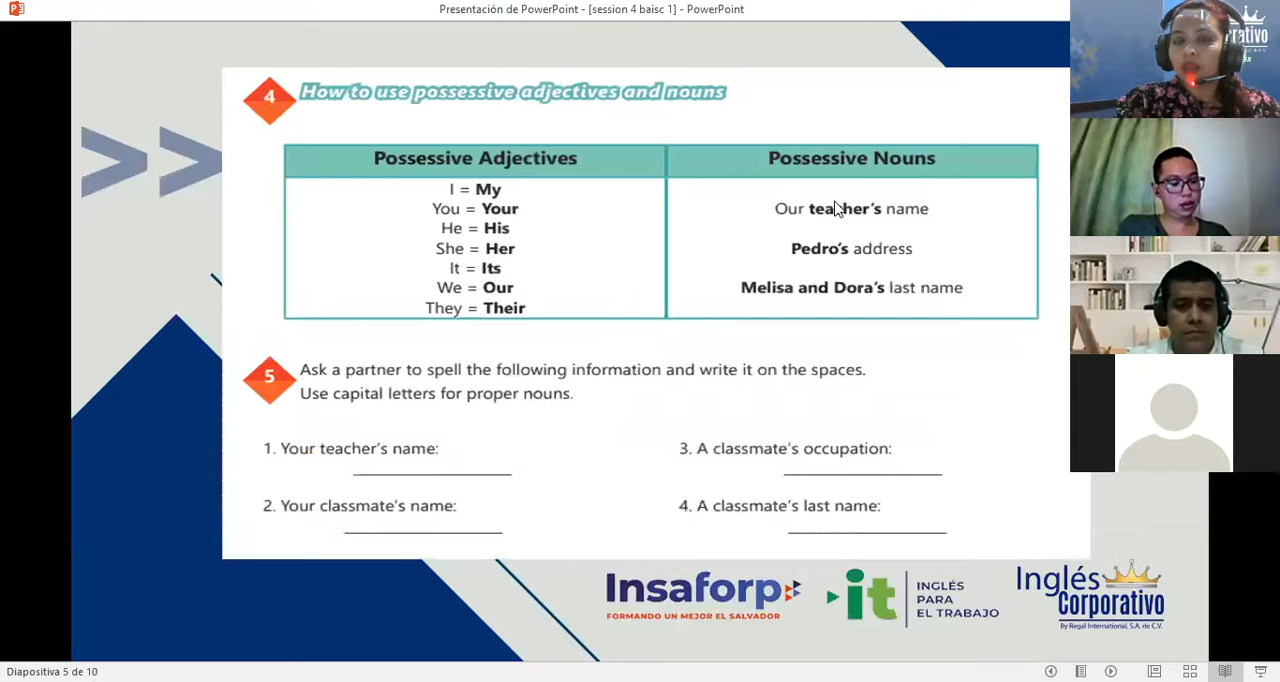 Presentación de PowerPoint - [session 4 baisc 1] - PowerPoint
4
How to use possessive adjectives and nouns
Possessive Adjectives
I = My
You = Your
He = His
She = Her
It = Its
We = Our
They = Their
Possessive Nouns
Our teacher's name
Pedro's address
Melisa and Dora's last name
5
Ask a partner to spell the following information and write it on the spaces.
Use capital letters for proper nouns.
1. Your teacher's name:
2. Your classmate's name:
3. A classmate's occupation:
4. A classmate's last name:
Insaforp
FORMANDO UN MEJOR EL SALVADOR
it
INGLÉS
PARA
EL TRABAJO
Inglés
Corporativo
By Regal International, S.A. de C.V.
Diapositiva 5 de 10